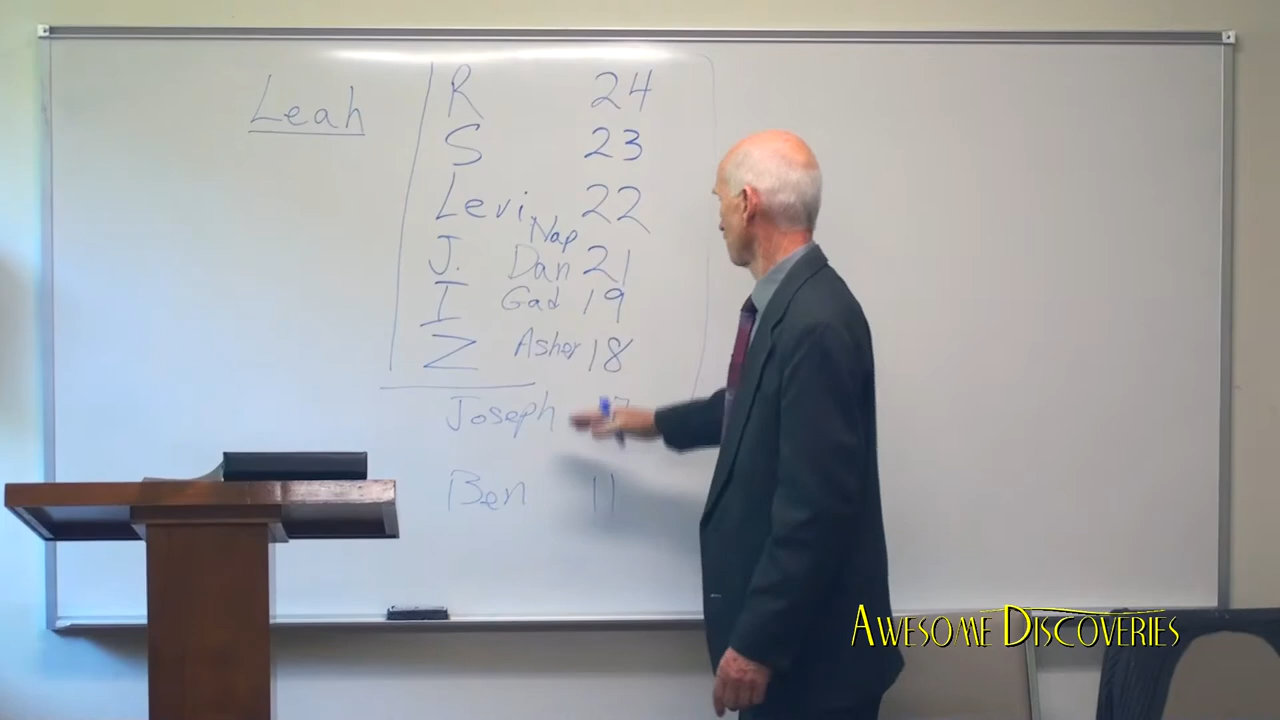 Leah
R 24
S 23
Levi 22
Nap
J. Dan 21
I Gad 19
Z Asher 18
Joseph
Ben 11
AWESOME DISCOVERIES